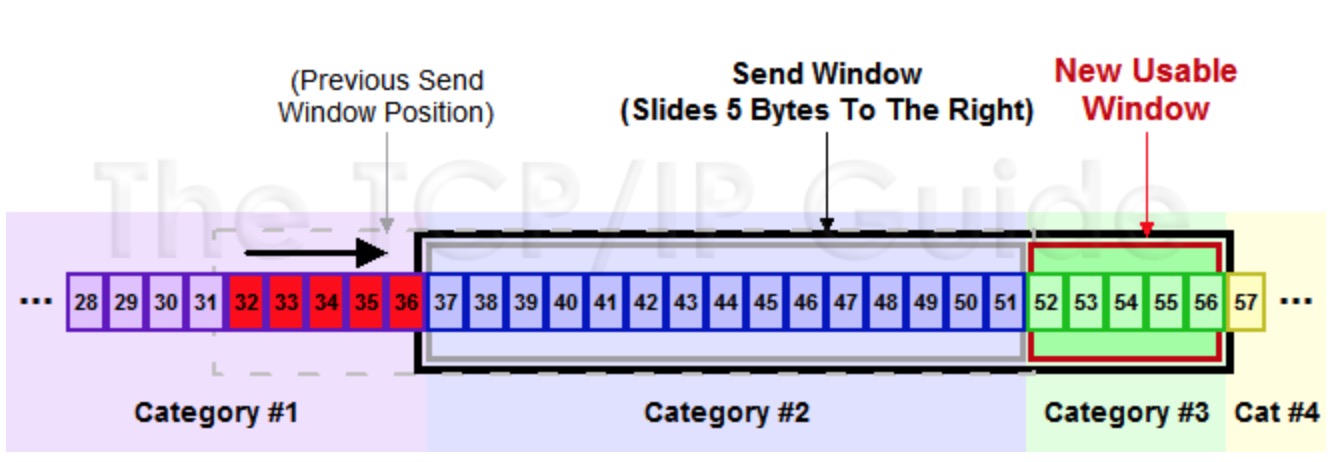 (Previous Send
Window Position)
Send Window
(Slides 5 Bytes To The Right)
New Usable
Window
The TCP/IP Guide
... 28 29 30 31 32 33 34 35 36 37 38 39 40 41 42 43 44 45 46 47 48 49 50 51 52 53 54 55 56 57 ...
Category #1 Category #2 Category #3 Cat #4